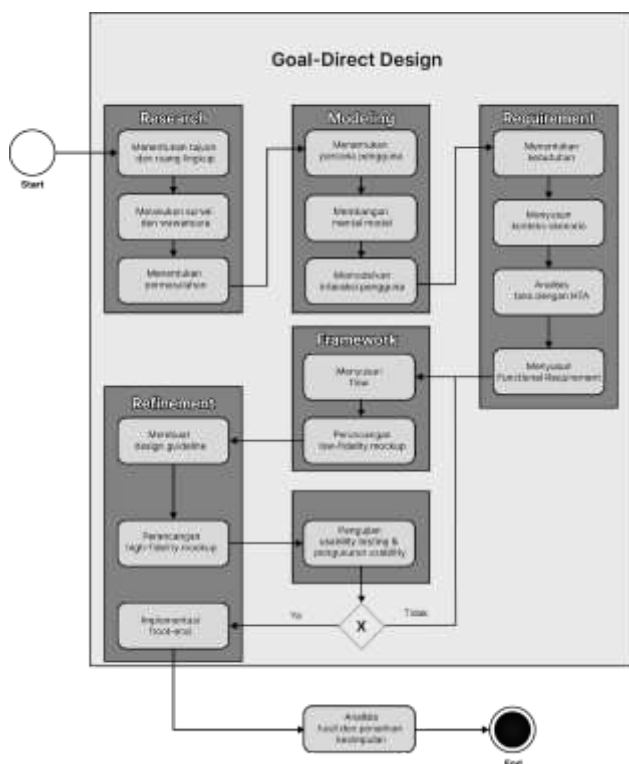 Goal-Direct Design
Research
Modeling
Requirement
Start
Menentukan tujuan
dan ruang lingkup
Menentukan
persona pengguna
Menentukan
kebutuhan
Melakukan survei
dan wawancara
Membangun
mental model
Menyusun
konteks skenario
Menentukan
permasalahan
Memodelkan
interaksi pengguna
Analisis
task dengan HTA
Framework
Menyusun
Flow
Menyusun
Functional Requirement
Refinement
Membuat
design guideline
Perancangan
low-fidelity mockup
Perancangan
high-fidelity mockup
Pengujian
usability testing &
pengukuran usability
Implementasi
front-end
Ya
X
Tidak
Analisis
hasil dan penarikan
kesimpulan
End